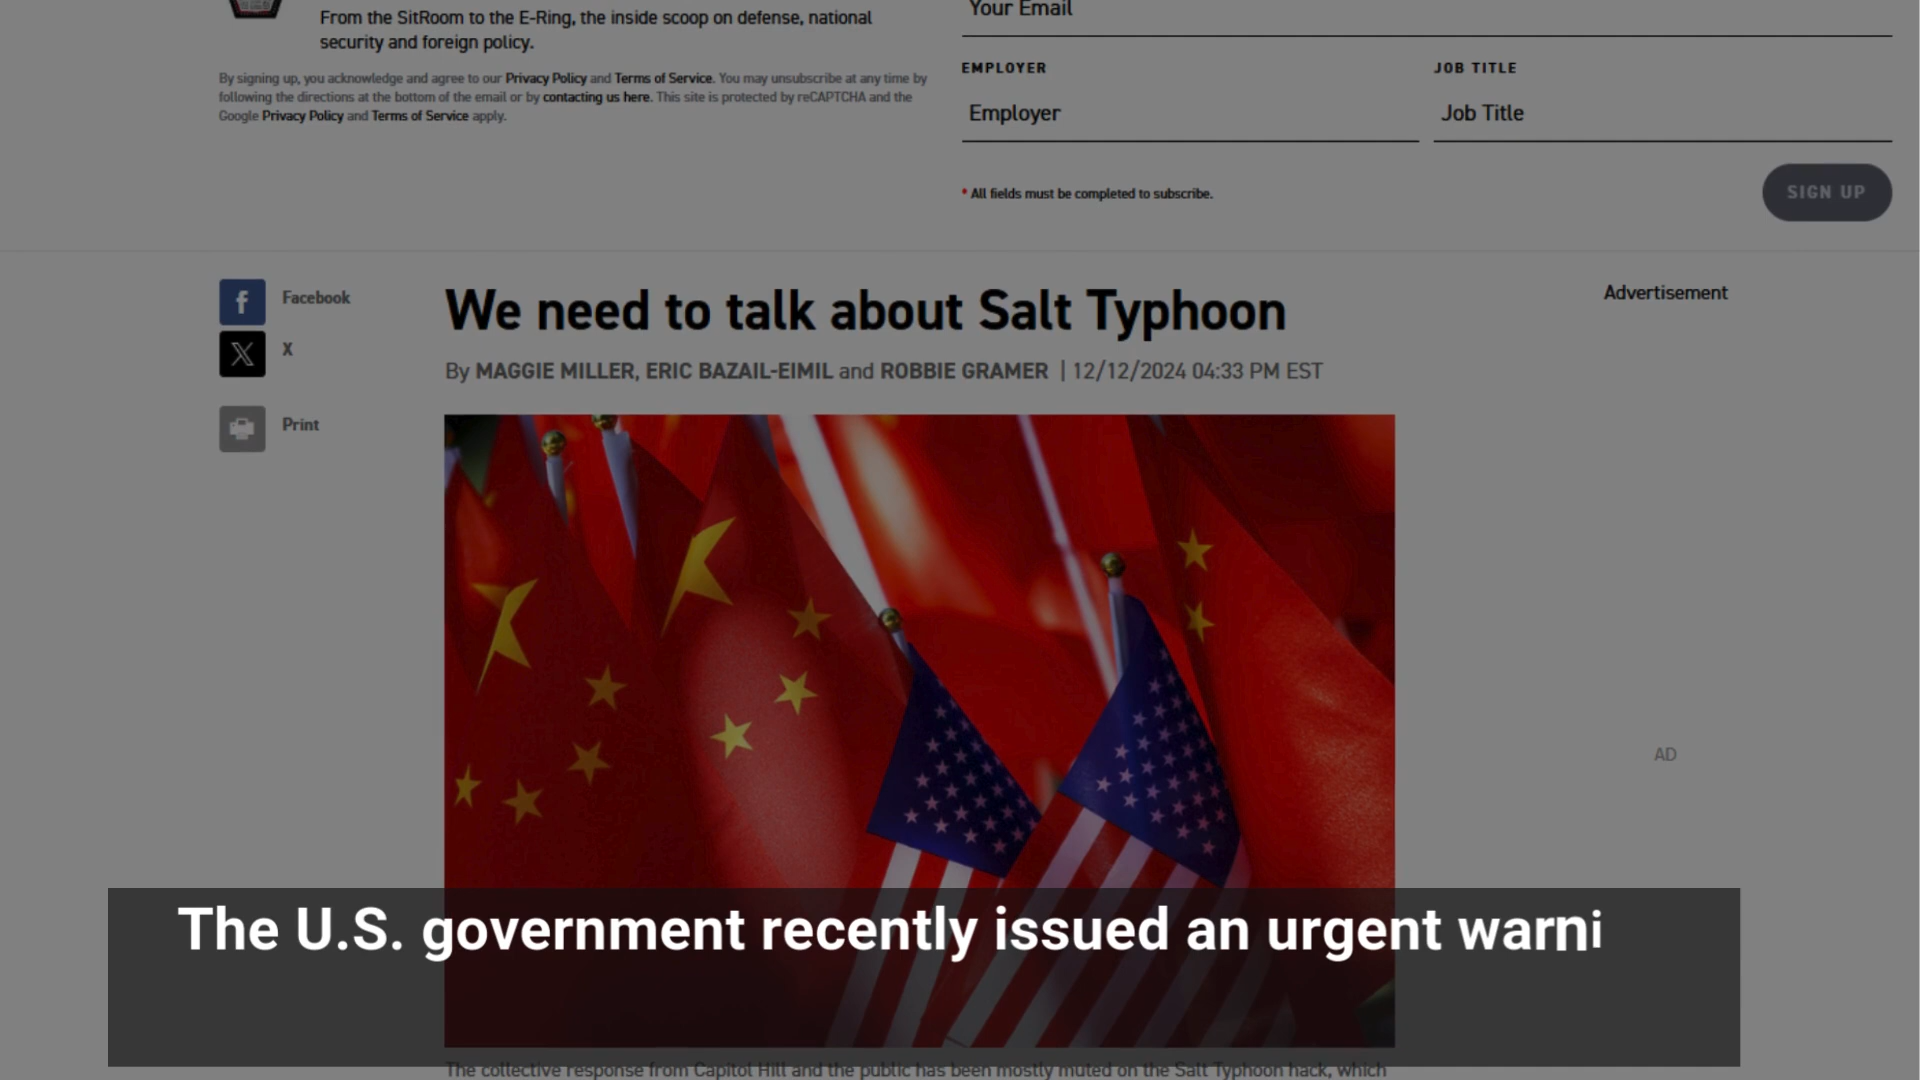 From the SitRoom to the E-Ring, the inside scoop on defense, national
security and foreign policy.
By signing up, you acknowledge and agree to our Privacy Policy and Terms of Service. You may unsubscribe at any time by
following the directions at the bottom of the email or by contacting us here. This site is protected by reCAPTCHA and the
Google Privacy Policy and Terms of Service apply.
Your Email
EMPLOYER
JOB TITLE
Employer
Job Title
* All fields must be completed to subscribe.
SIGN UP
Facebook
X
Print
We need to talk about Salt Typhoon
By MAGGIE MILLER, ERIC BAZAIL-EIMIL and ROBBIE GRAMER | 12/12/2024 04:33 PM EST
Advertisement
AD
The U.S. government recently issued an urgent warni
The collective response from Capitol Hill and the public has been mostly muted on the Salt Typhoon hack, which